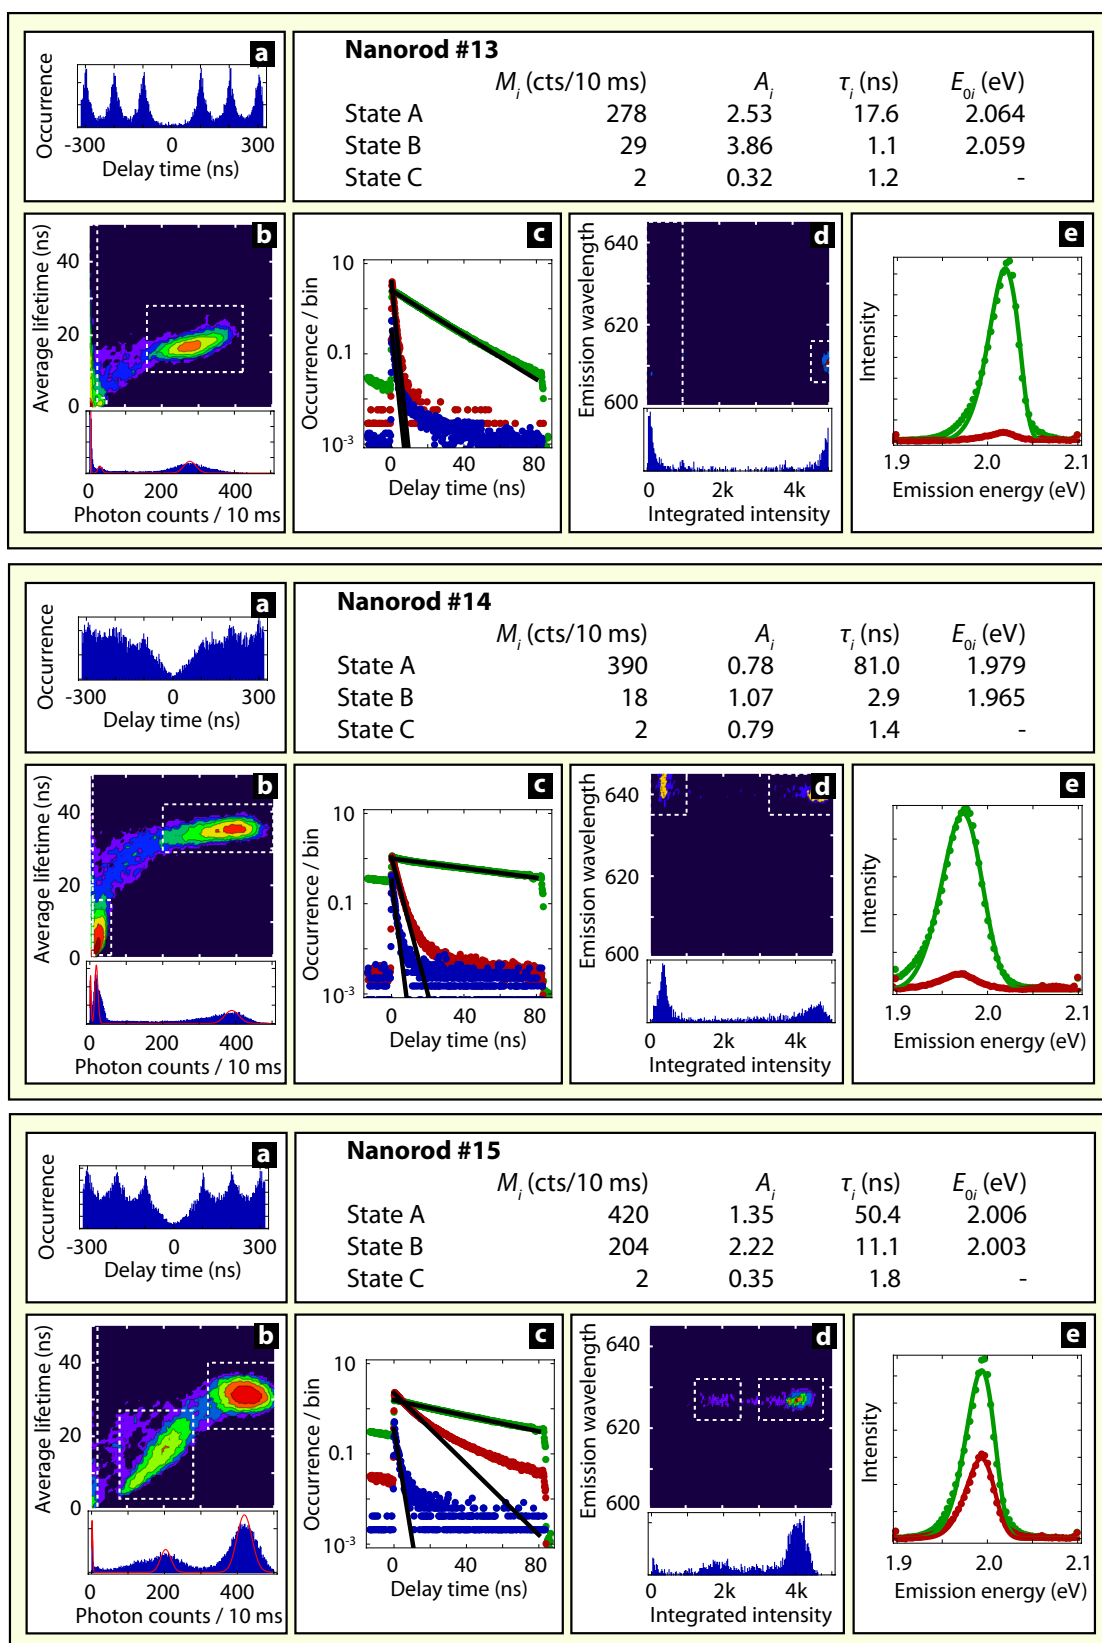 a
Occurrence
-300 0 300
Delay time (ns)
Nanorod #13
M_i (cts/10 ms) A_i τ_i (ns) E_0i (eV)
State A 278 2.53 17.6 2.064
State B 29 3.86 1.1 2.059
State C 2 0.32 1.2 -
b
Average lifetime (ns)
40
20
0
0 200 400
Photon counts / 10 ms
c
Occurrence / bin
10
0.1
10^-3
0 40 80
Delay time (ns)
d
Emission wavelength
640
620
600
0 2k 4k
Integrated intensity
e
Intensity
1.9 2.0 2.1
Emission energy (eV)
a
Occurrence
-300 0 300
Delay time (ns)
Nanorod #14
M_i (cts/10 ms) A_i τ_i (ns) E_0i (eV)
State A 390 0.78 81.0 1.979
State B 18 1.07 2.9 1.965
State C 2 0.79 1.4 -
b
Average lifetime (ns)
40
20
0
0 200 400
Photon counts / 10 ms
c
Occurrence / bin
10
0.1
10^-3
0 40 80
Delay time (ns)
d
Emission wavelength
640
620
600
0 2k 4k
Integrated intensity
e
Intensity
1.9 2.0 2.1
Emission energy (eV)
a
Occurrence
-300 0 300
Delay time (ns)
Nanorod #15
M_i (cts/10 ms) A_i τ_i (ns) E_0i (eV)
State A 420 1.35 50.4 2.006
State B 204 2.22 11.1 2.003
State C 2 0.35 1.8 -
b
Average lifetime (ns)
40
20
0
0 200 400
Photon counts / 10 ms
c
Occurrence / bin
10
0.1
10^-3
0 40 80
Delay time (ns)
d
Emission wavelength
640
620
600
0 2k 4k
Integrated intensity
e
Intensity
1.9 2.0 2.1
Emission energy (eV)